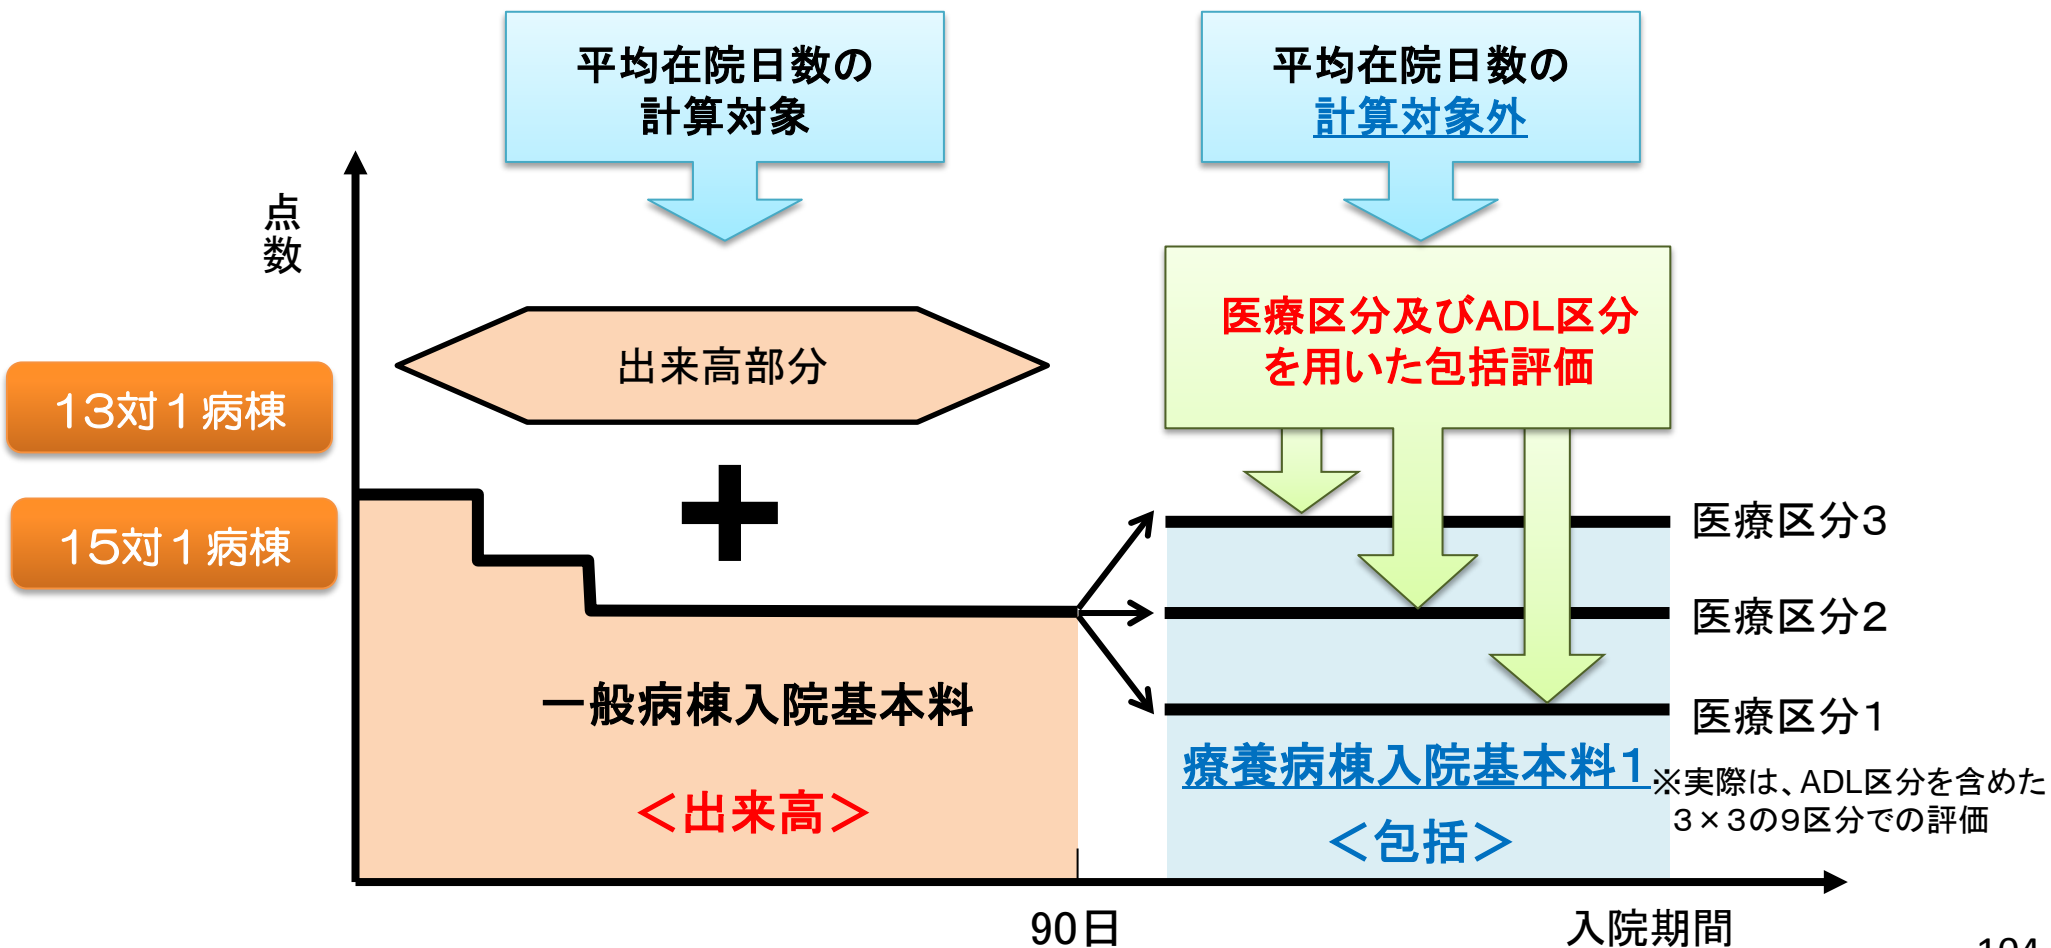 平均在院日数の
計算対象
平均在院日数の
計算対象外
点数
医療区分及びADL区分
を用いた包括評価
出来高部分
13対1病棟
15対1病棟
+
医療区分3
医療区分2
医療区分1
一般病棟入院基本料
＜出来高＞
療養病棟入院基本料1
＜包括＞
※実際は、ADL区分を含めた
3×3の9区分での評価
90日
入院期間
104